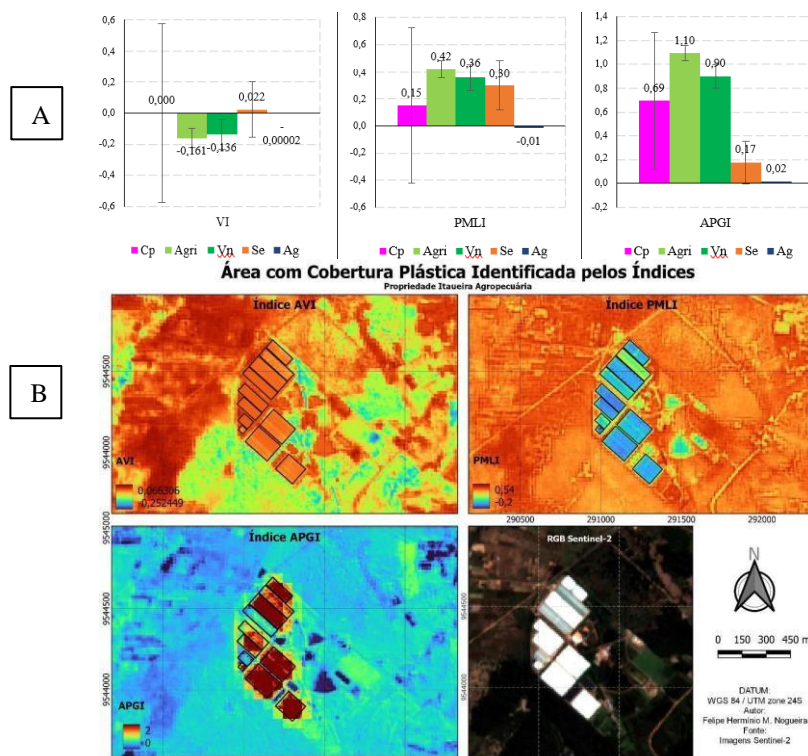 A
0,6
0,4
0,2
0,0
-0,2
-0,4
-0,6
0,000
-0,161
-0,136
0,022
-
0,00002
VI
Cp Agri Vn Se Ag
0,8
0,6
0,4
0,2
0,0
-0,2
-0,4
-0,6
0,15
0,42
0,36
0,30
-0,01
PMLI
Cp Agri Vn Se Ag
1,4
1,2
1,0
0,8
0,6
0,4
0,2
0,0
-0,2
0,69
1,10
0,90
0,17
0,02
APGI
Cp Agri Vn Se Ag
B
Área com Cobertura Plástica Identificada pelos Índices
Propriedade Itaueira Agropecuária
Índice AVI
9544500
9544000
AVI
0,066306
-0,252449
Índice PMLI
PMLI
0,54
-0,2
290500 291000 291500 292200
Índice APGI
9545000
9544500
9544000
APGI
2
0
RGB Sentinel-2
9544500
9544000
N
0 150 300 450 m
DATUM:
WGS 84 / UTM zone 24S
Autor:
Felipe Hermínio M. Nogueira
Fonte:
Imagens Sentinel-2